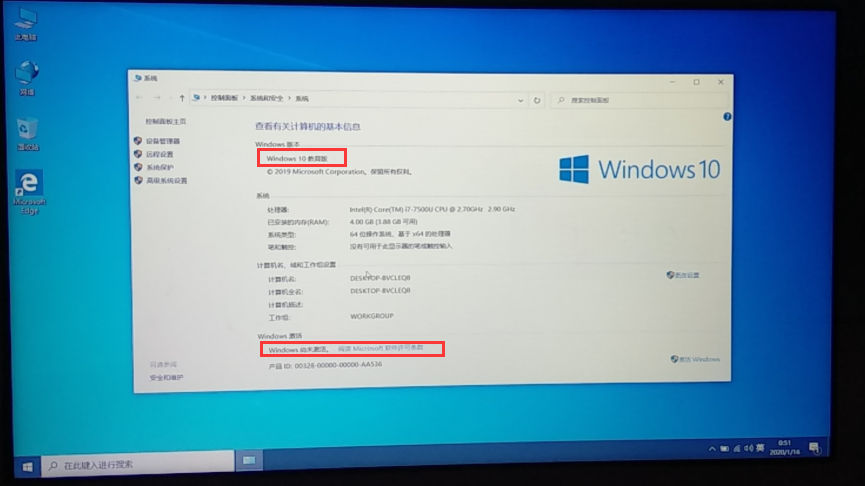 此电脑
网络
回收站
Microsoft
Edge
系统
控制面板 > 系统和安全 > 系统
搜索控制面板
控制面板主页
设备管理器
远程设置
系统保护
高级系统设置
另请参阅
安全和维护
查看有关计算机的基本信息
Windows 版本
Windows 10 教育版
© 2019 Microsoft Corporation。保留所有权利。
Windows 10
系统
处理器: Intel(R) Core(TM) i7-7500U CPU @ 2.70GHz 2.90 GHz
已安装的内存(RAM): 4.00 GB (3.88 GB 可用)
系统类型: 64 位操作系统, 基于 x64 的处理器
笔和触控: 没有可用于此显示器的笔或触控输入
计算机名、域和工作组设置
计算机名: DESKTOP-8VCLEQ8
更改设置
计算机全名: DESKTOP-8VCLEQ8
计算机描述:
工作组: WORKGROUP
Windows 激活
Windows 尚未激活。 阅读 Microsoft 软件许可条款
产品 ID: 00328-00000-00000-AA536
激活 Windows
在此键入进行搜索
英
0:51
2020/1/16